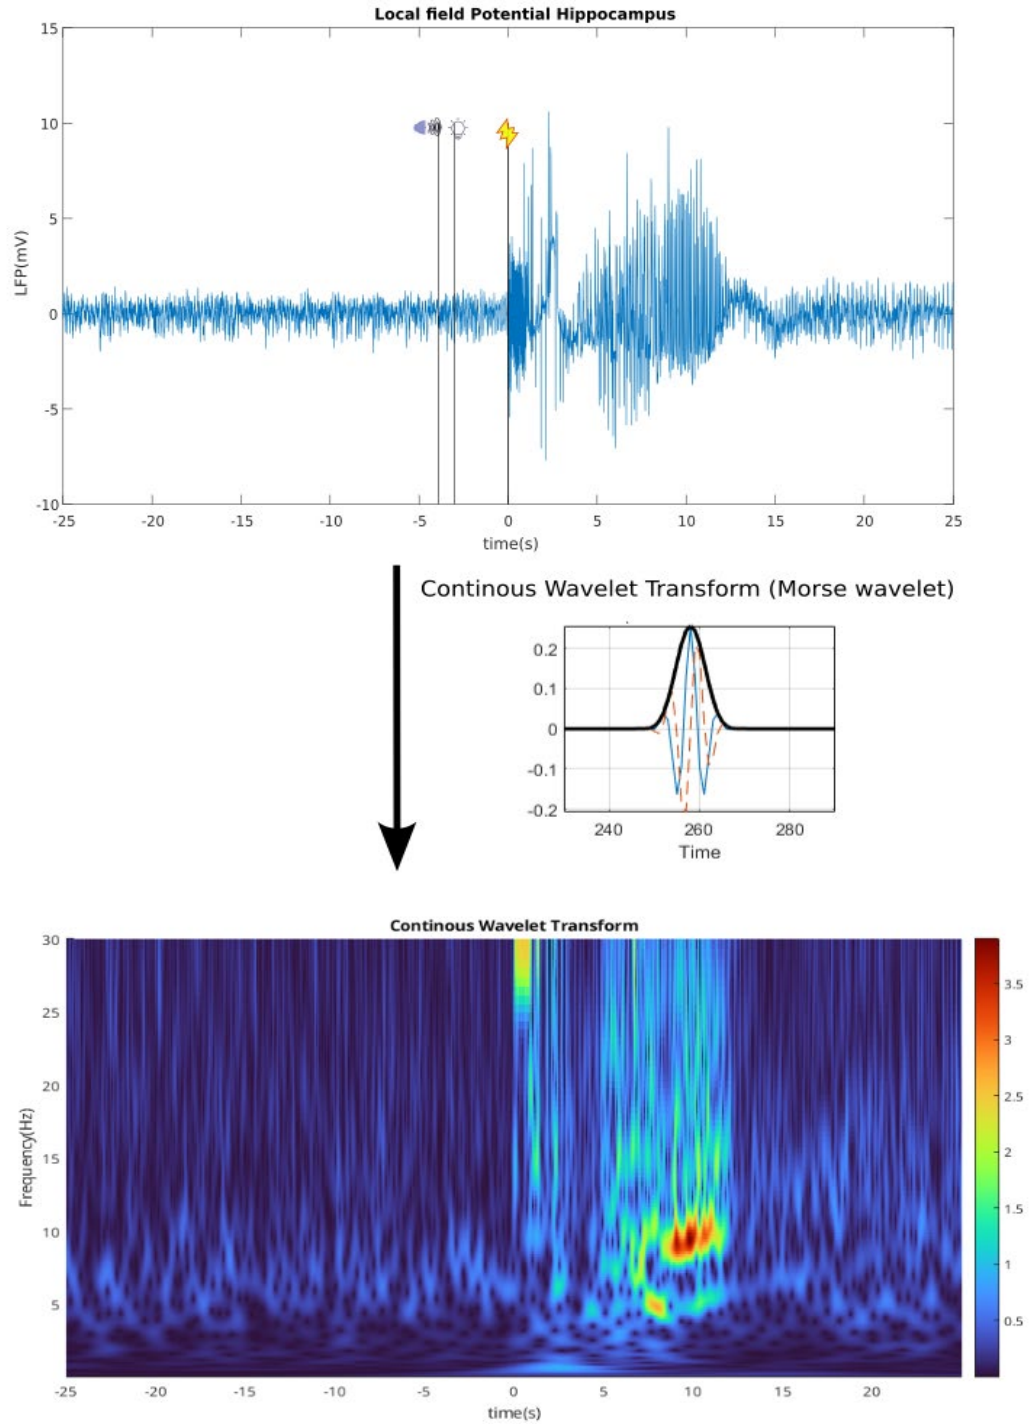 Local field Potential Hippocampus
15
10
5
0
-5
-10
LFP(mV)
-25 -20 -15 -10 -5 0 5 10 15 20 25
time(s)
Continous Wavelet Transform (Morse wavelet)
0.2
0.1
0
-0.1
-0.2
240 260 280
Time
Continous Wavelet Transform
30
25
20
15
10
5
Frequency(Hz)
3.5
3
2.5
2
1.5
1
0.5
-25 -20 -15 -10 -5 0 5 10 15 20
time(s)